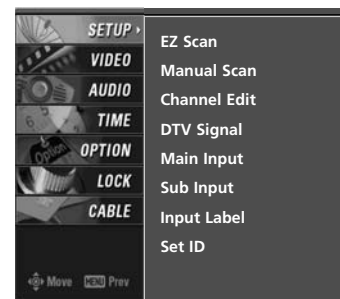 SETUP
VIDEO
AUDIO
TIME
OPTION
LOCK
CABLE
Move MENU Prev
EZ Scan
Manual Scan
Channel Edit
DTV Signal
Main Input
Sub Input
Input Label
Set ID